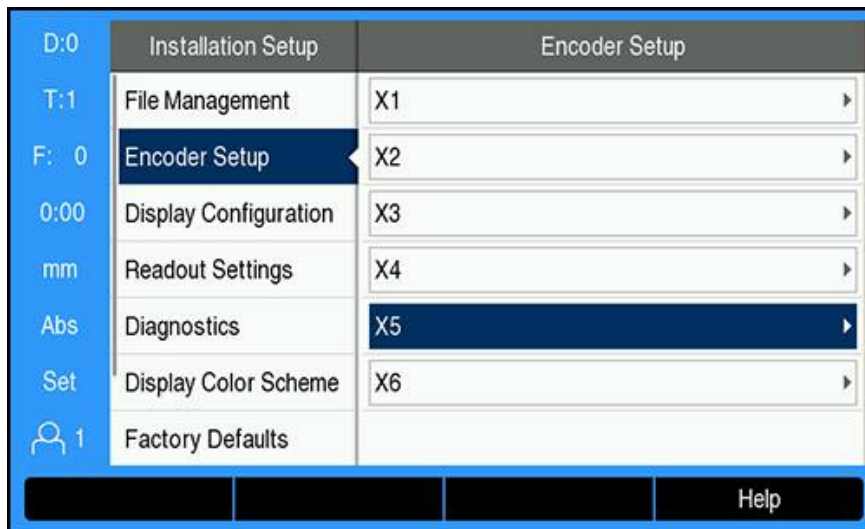 D:0
Installation Setup
Encoder Setup
T:1
File Management
X1
F: 0
Encoder Setup
X2
0:00
Display Configuration
X3
mm
Readout Settings
X4
Abs
Diagnostics
X5
Set
Display Color Scheme
X6
1
Factory Defaults
Help